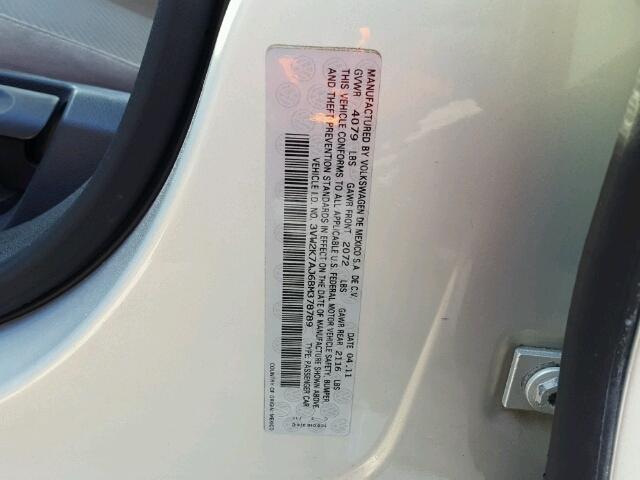 MANUFACTURED BY VOLKSWAGEN DE MEXICO S.A. DE C.V. DATE 04.11
GVWR 4079 LBS GAWR FRONT 2072 LBS GAWR REAR 2116 LBS
THIS VEHICLE CONFORMS TO ALL APPLICABLE U.S. FEDERAL MOTOR VEHICLE SAFETY, BUMPER
AND THEFT PREVENTION STANDARDS IN EFFECT ON THE DATE OF MANUFACTURE SHOWN ABOVE.
VEHICLE I.D. NO. 3VW2K7AJ6BM378789 TYPE: PASSENGER CAR
COUNTRY OF ORIGIN: MEXICO